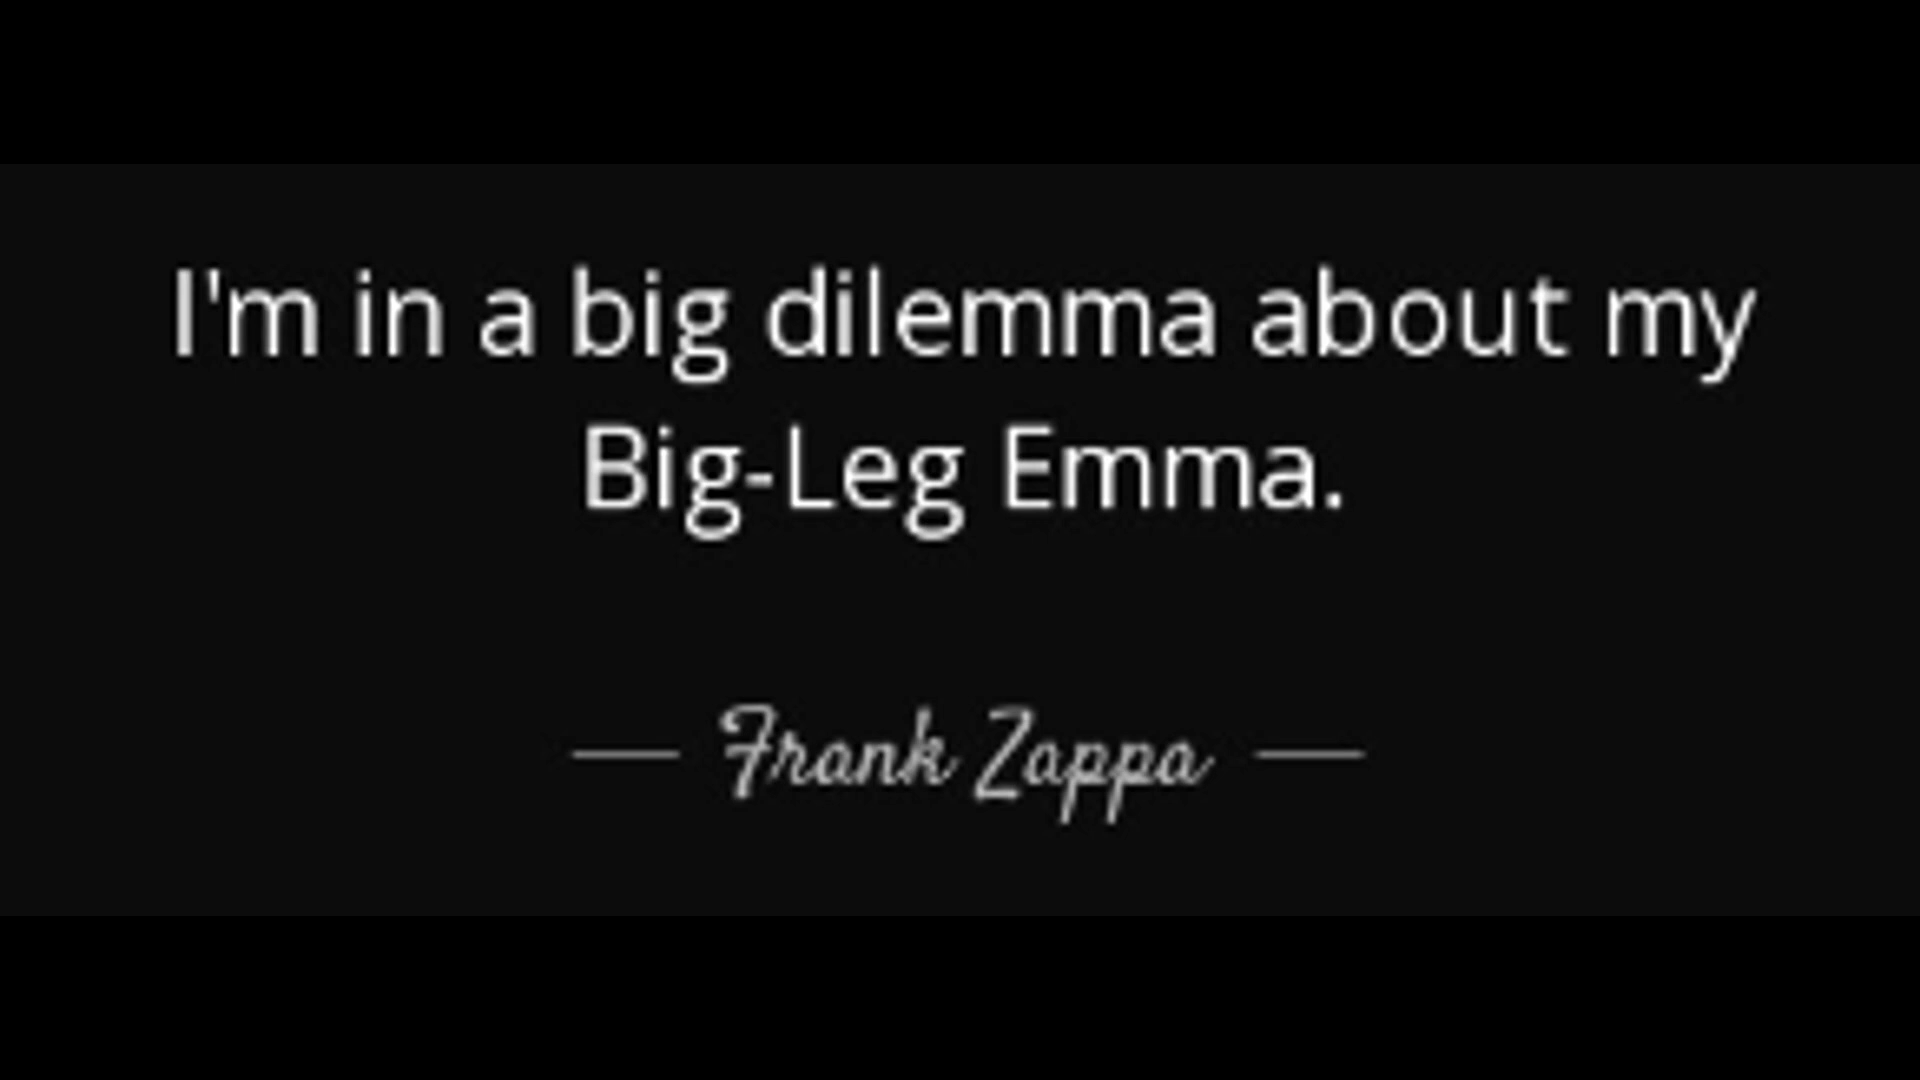 I'm in a big dilemma about my
Big-Leg Emma.
— Frank Zappa —